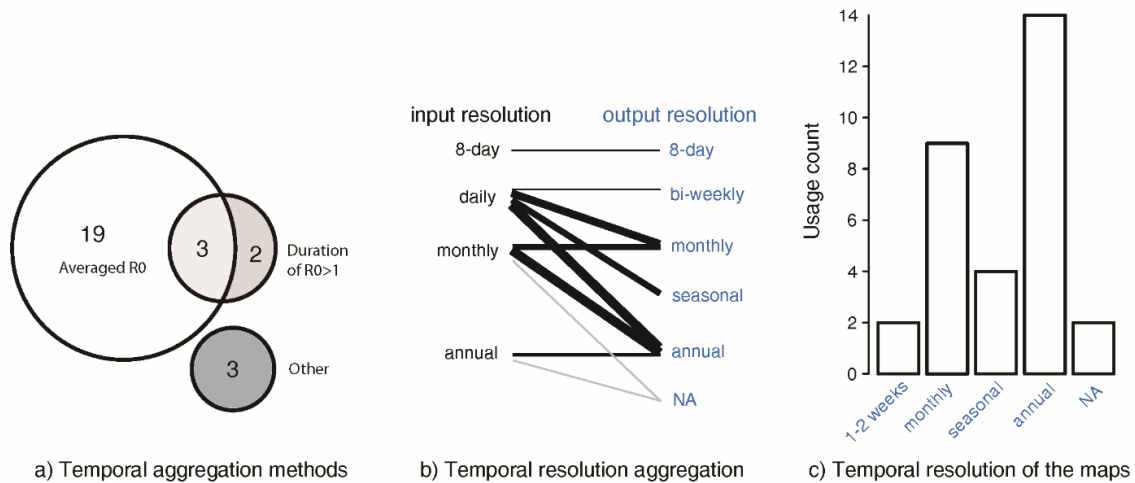 19
Averaged R0
3
2
Duration
of R0>1
3
Other
a) Temporal aggregation methods
input resolution
output resolution
8-day
8-day
daily
bi-weekly
monthly
monthly
seasonal
annual
annual
NA
b) Temporal resolution aggregation
Usage count
14
12
10
8
6
4
2
0
1-2 weeks
monthly
seasonal
annual
NA
c) Temporal resolution of the maps